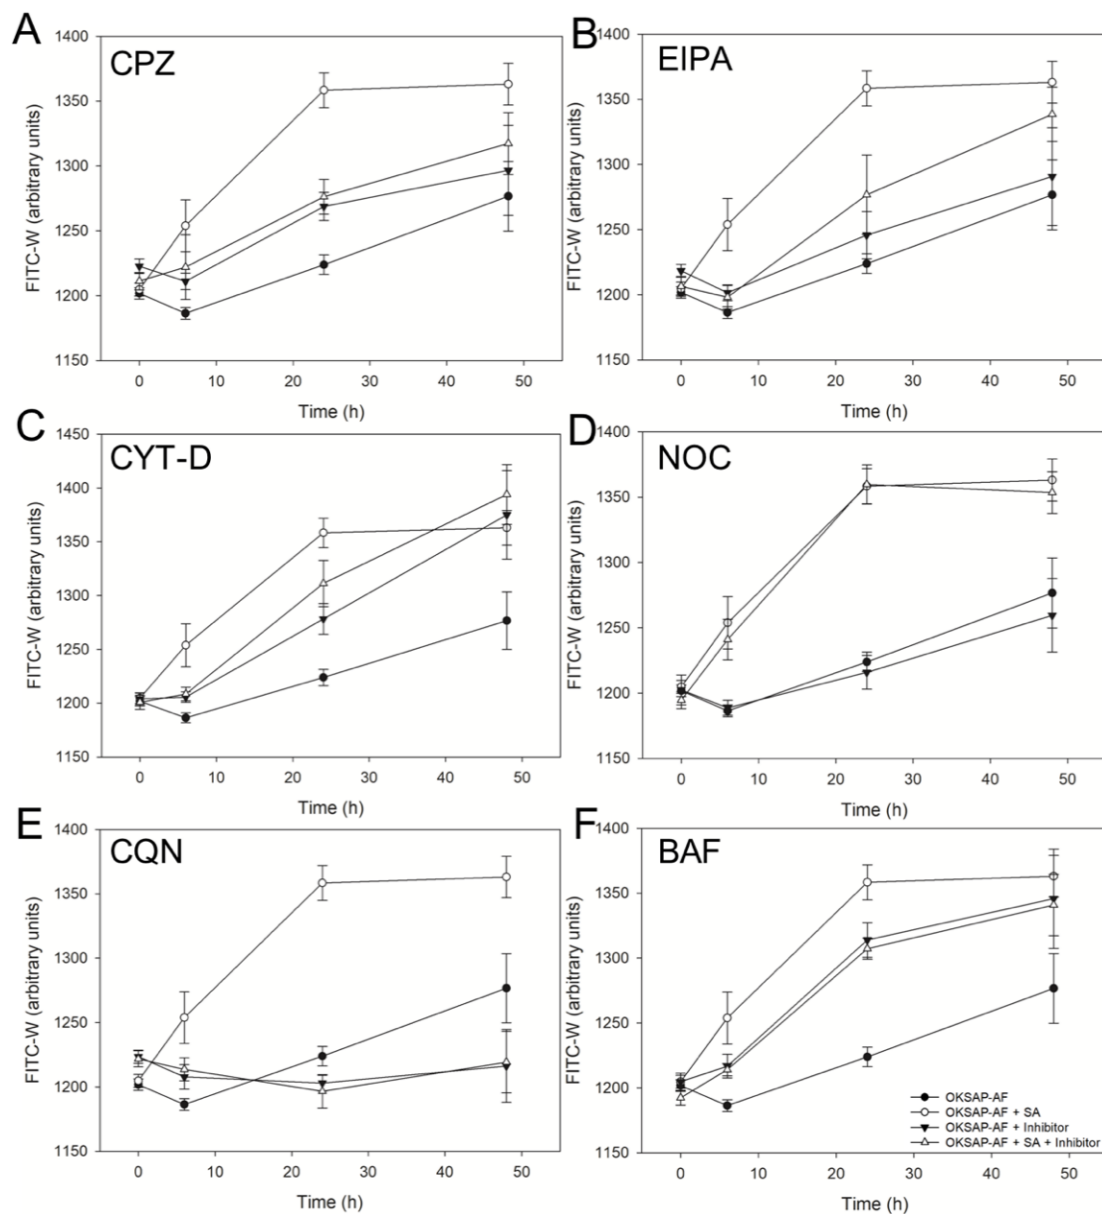 A
CPZ
FITC-W (arbitrary units)
1400
1350
1300
1250
1200
1150
0 10 20 30 40 50
Time (h)
B
EIPA
FITC-W (arbitrary units)
1400
1350
1300
1250
1200
1150
0 10 20 30 40 50
Time (h)
C
CYT-D
FITC-W (arbitrary units)
1450
1400
1350
1300
1250
1200
1150
0 10 20 30 40 50
Time (h)
D
NOC
FITC-W (arbitrary units)
1400
1350
1300
1250
1200
1150
0 10 20 30 40 50
Time (h)
E
CQN
FITC-W (arbitrary units)
1400
1350
1300
1250
1200
1150
0 10 20 30 40 50
Time (h)
F
BAF
FITC-W (arbitrary units)
1400
1350
1300
1250
1200
1150
0 10 20 30 40 50
Time (h)
OKSAP-AF
OKSAP-AF + SA
OKSAP-AF + Inhibitor
OKSAP-AF + SA + Inhibitor